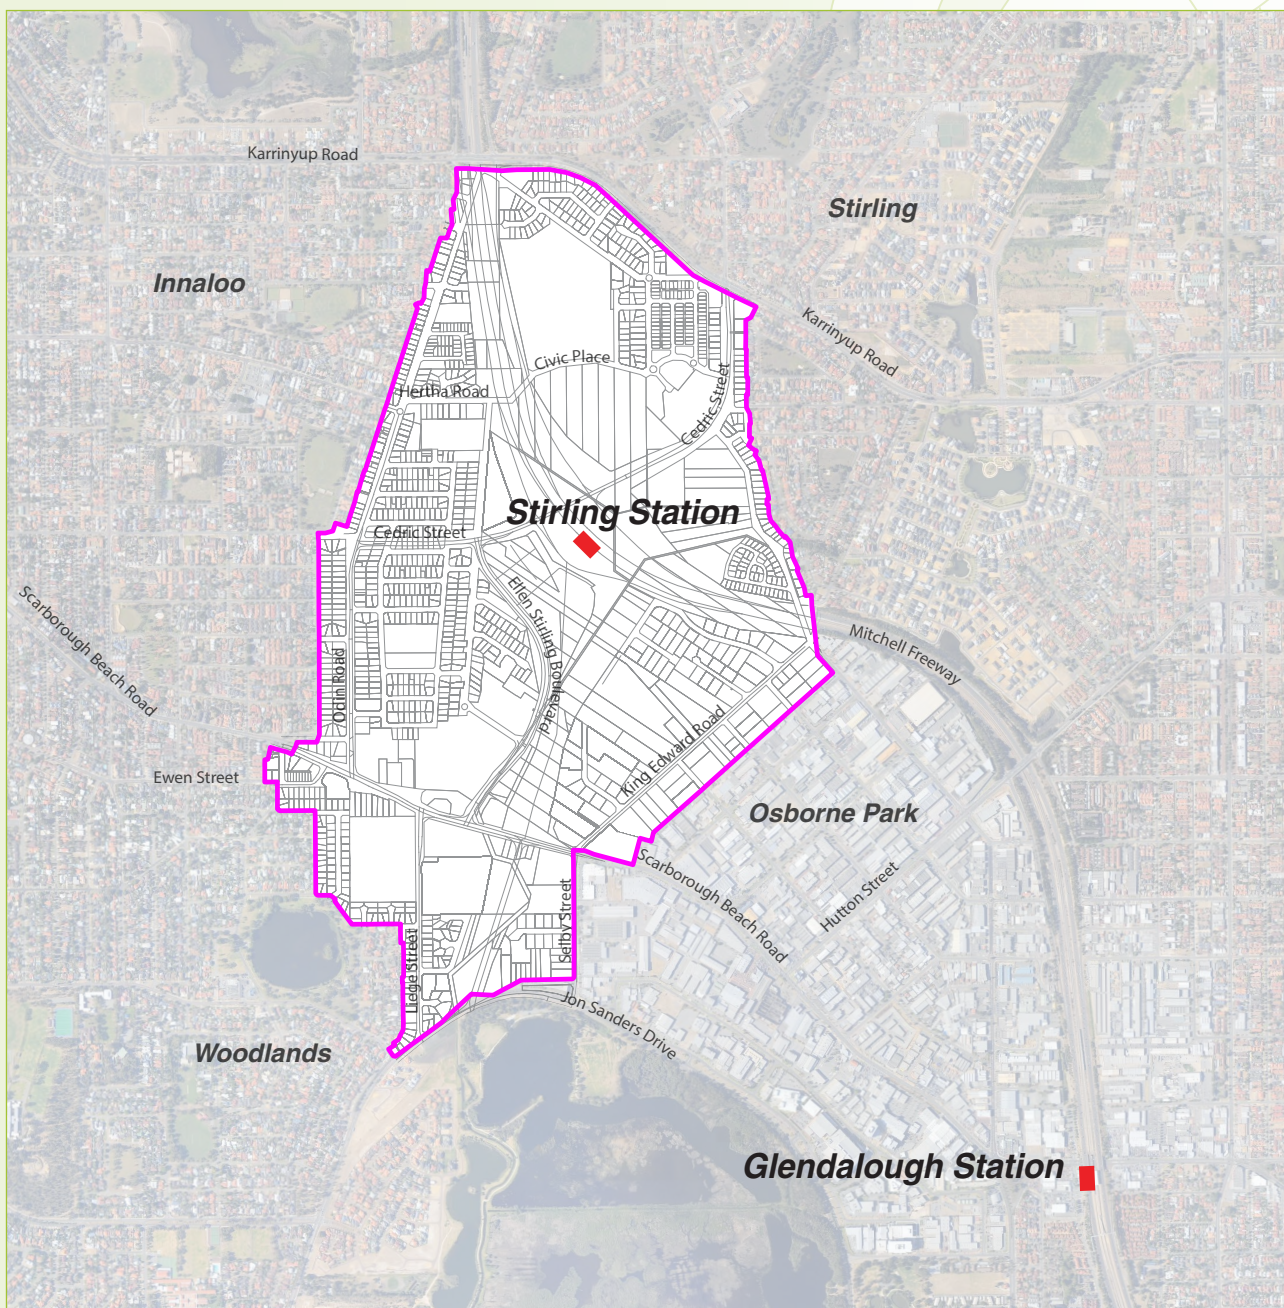 Karrinyup Road
Stirling
Innaloo
Karrinyup Road
Civic Place
Hertha Road
Cedric Street
Stirling Station
Cedric Street
Ellen Stirling Boulevard
Scarborough Beach Road
Mitchell Freeway
Odin Road
King Edward Road
Ewen Street
Osborne Park
Scarborough Beach Road
Hutton Street
Selby Street
Liege Street
Jon Sanders Drive
Woodlands
Glendalough Station